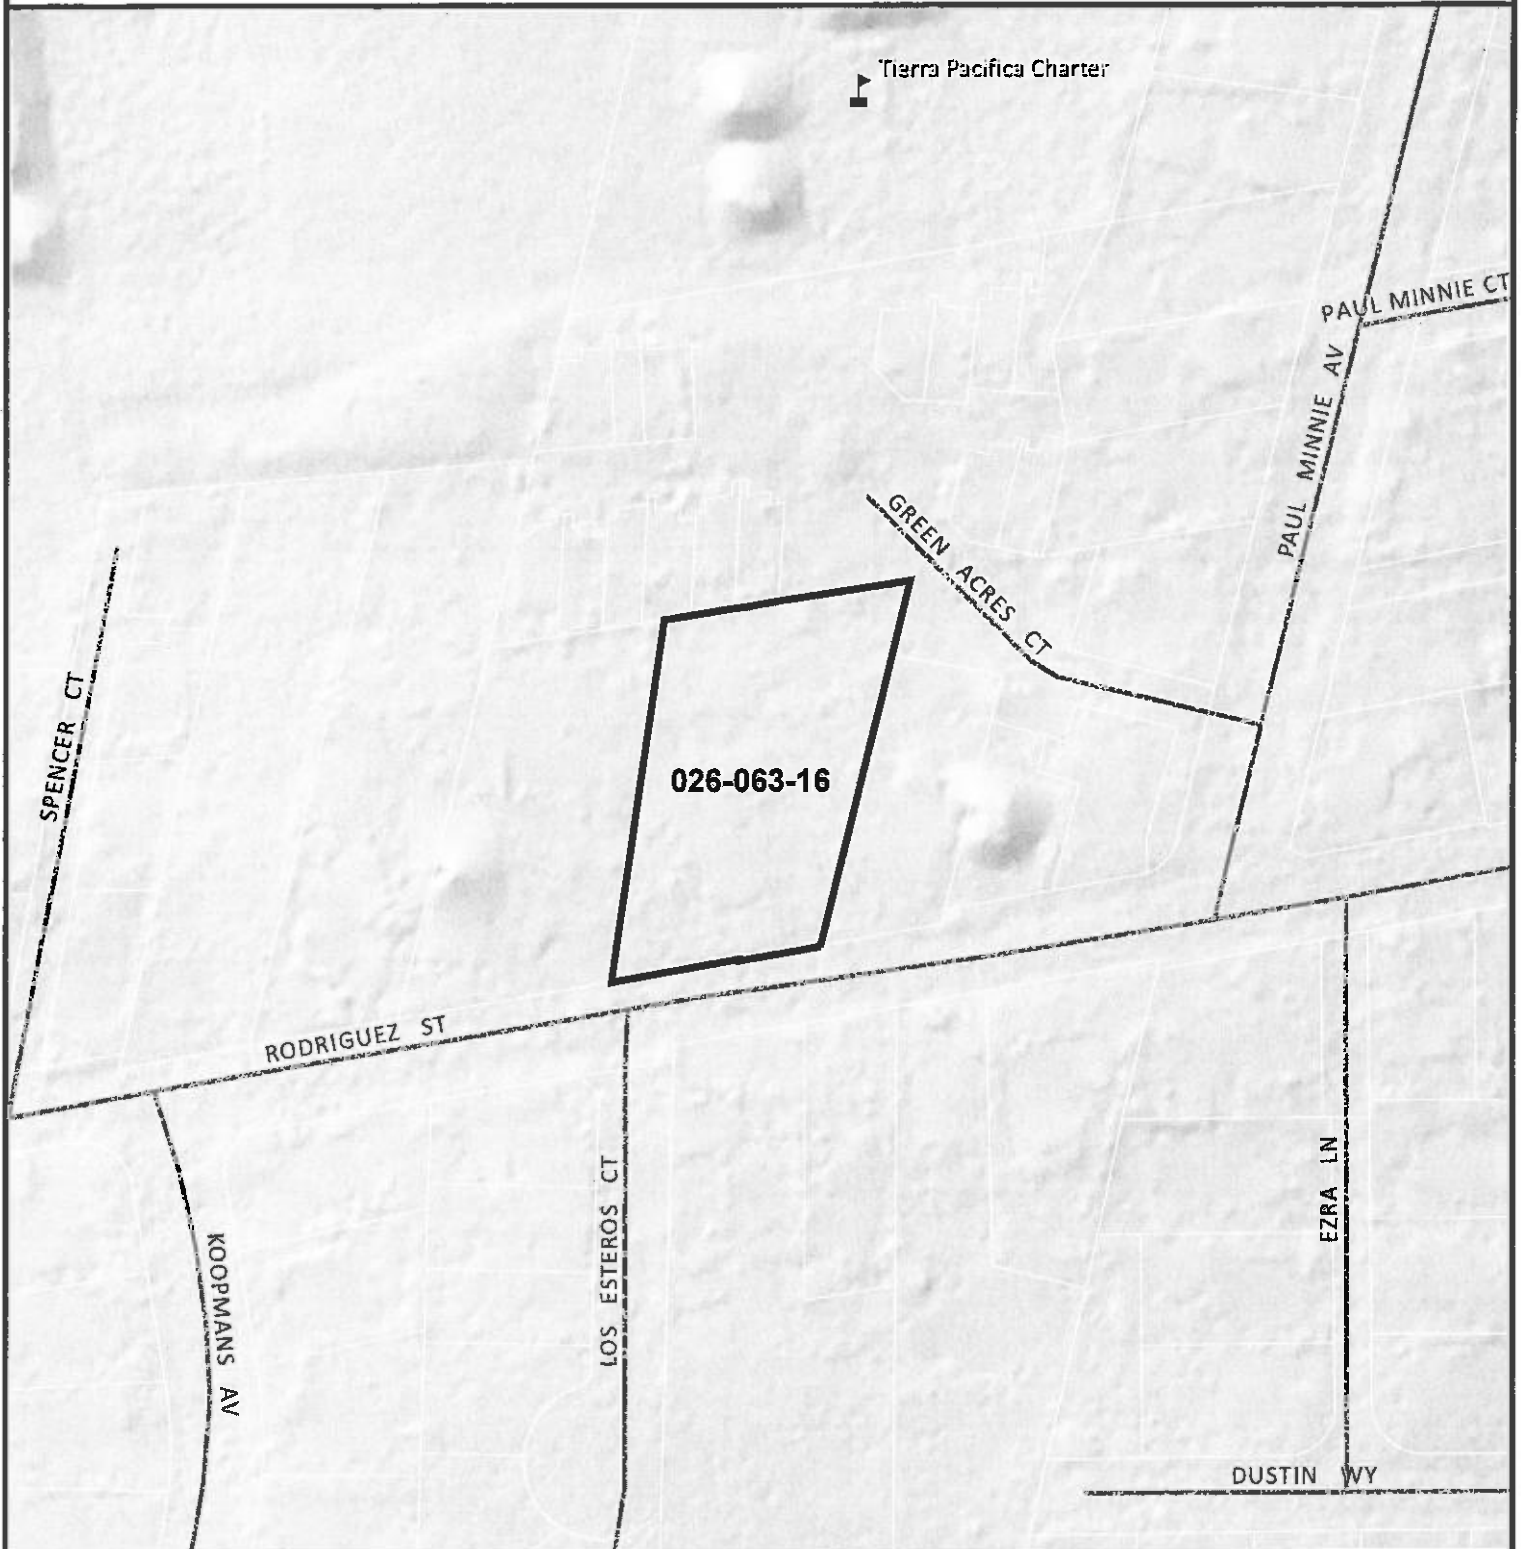 Tierra Pacifica Charter
PAUL MINNIE CT
PAUL MINNIE AV
GREEN ACRES CT
SPENCER CT
026-063-16
RODRIGUEZ ST
LOS ESTEROS CT
EZRA LN
KOOPMANS AV
DUSTIN WY